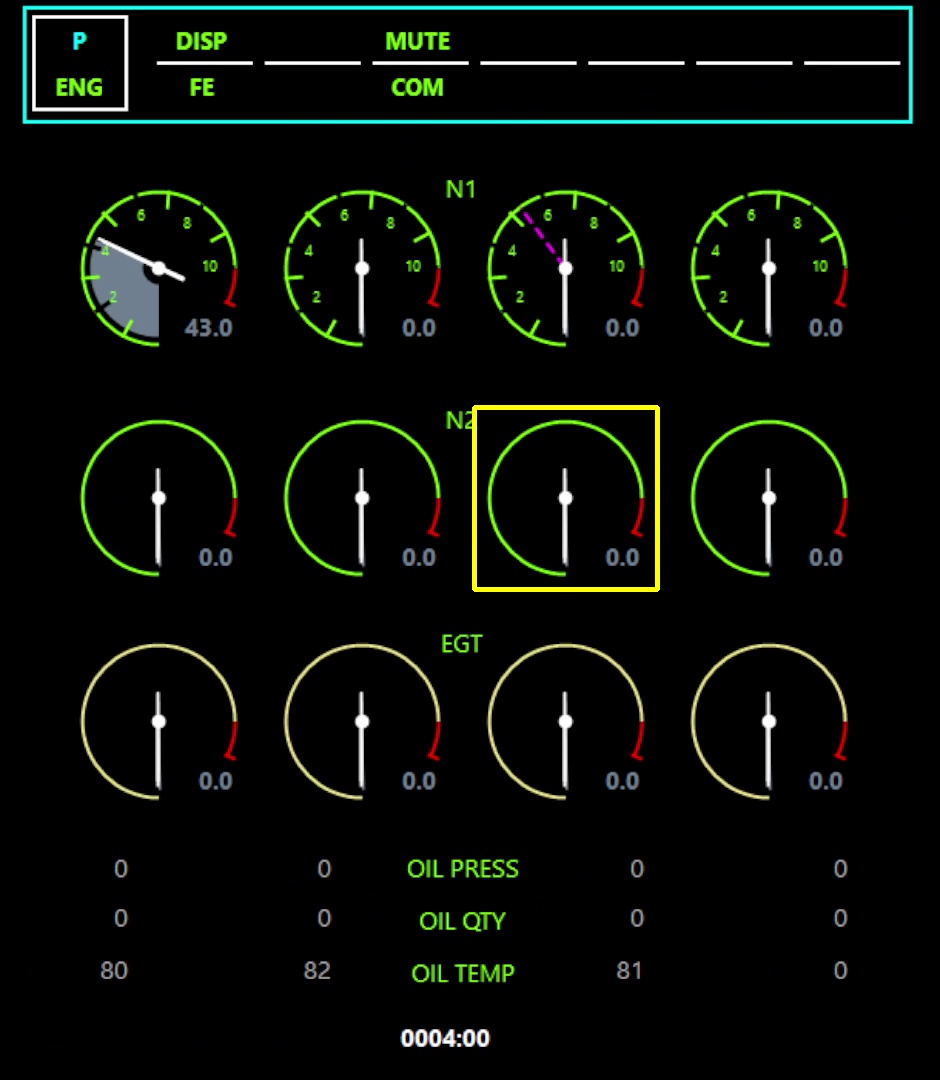 P DISP MUTE
ENG FE COM
N1
2 4 6 8 10 43.0
2 4 6 8 10 0.0
2 4 6 8 10 0.0
2 4 6 8 10 0.0
N2
0.0 0.0 0.0 0.0
EGT
0.0 0.0 0.0 0.0
0 0 OIL PRESS 0 0
0 0 OIL QTY 0 0
80 82 OIL TEMP 81 0
0004:00